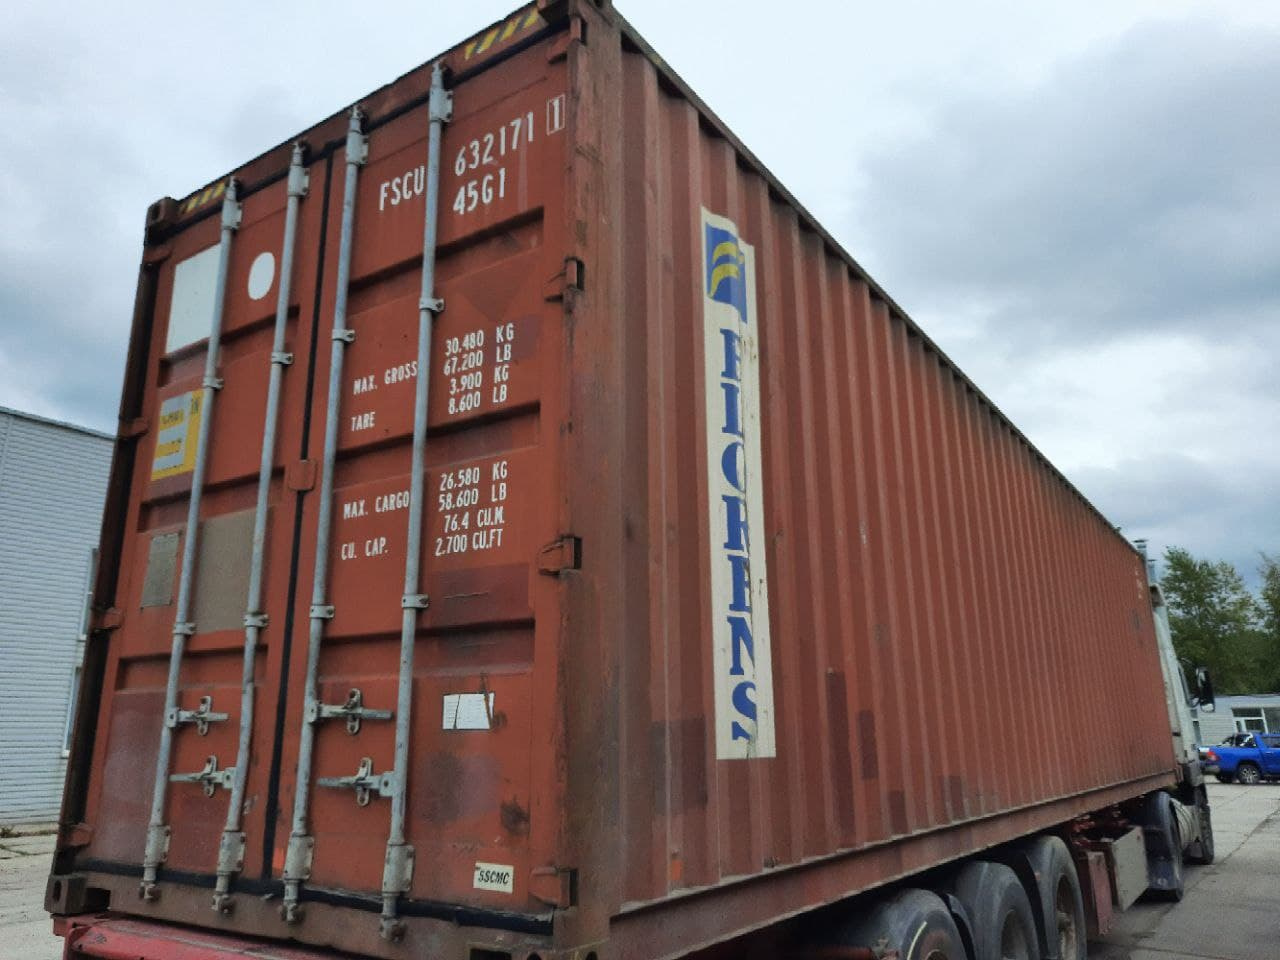 FSCU 632171 1
45G1
MAX. GROSS 30.480 KG
67.200 LB
TARE 3.900 KG
8.600 LB
MAX. CARGO 26.580 KG
58.600 LB
CU. CAP. 76.4 CU.M.
2.700 CU.FT
5SCMC
FLORENS